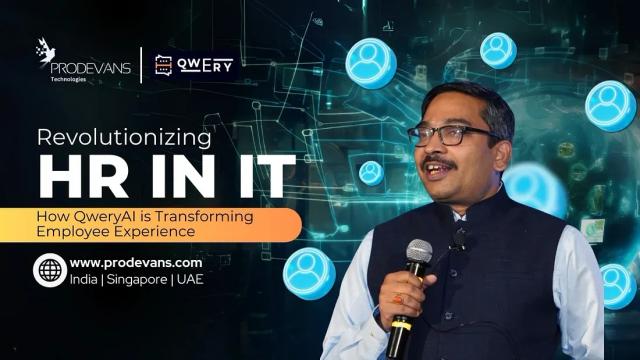 PRODEVANS
Technologies
QWERY
Revolutionizing
HR IN IT
How QweryAI is Transforming
Employee Experience
www.prodevans.com
India | Singapore | UAE